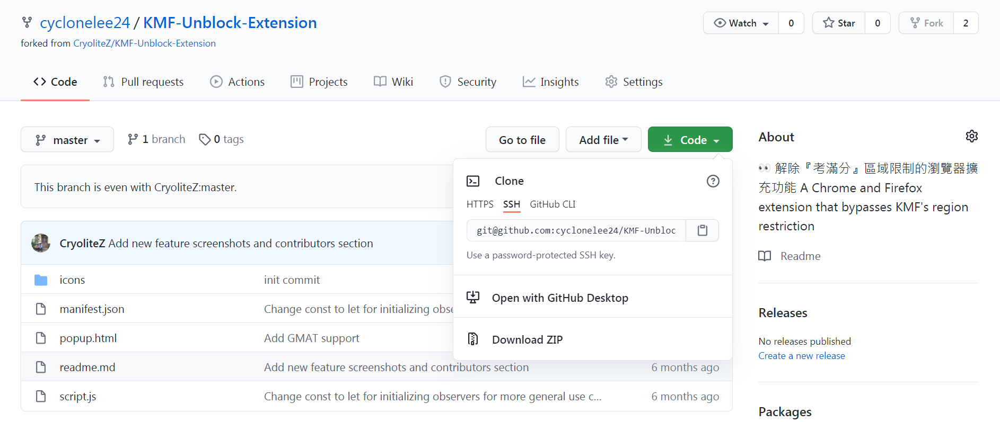 cyclonelee24 / KMF-Unblock-Extension
forked from CryoliteZ/KMF-Unblock-Extension
Watch 0
Star 0
Fork 2
Code
Pull requests
Actions
Projects
Wiki
Security
Insights
Settings
master
1 branch
0 tags
Go to file
Add file
Code
This branch is even with CryoliteZ:master.
CryoliteZ Add new feature screenshots and contributors section
icons init commit
manifest.json Change const to let for initializing obse
popup.html Add GMAT support
readme.md Add new feature screenshots and contributors section 6 months ago
script.js Change const to let for initializing observers for more general use c... 6 months ago
Clone
HTTPS SSH GitHub CLI
git@github.com:cyclonelee24/KMF-Unbloc
Use a password-protected SSH key.
Open with GitHub Desktop
Download ZIP
About
👀 解除『考滿分』區域限制的瀏覽器擴
充功能 A Chrome and Firefox
extension that bypasses KMF's region
restriction
Readme
Releases
No releases published
Create a new release
Packages